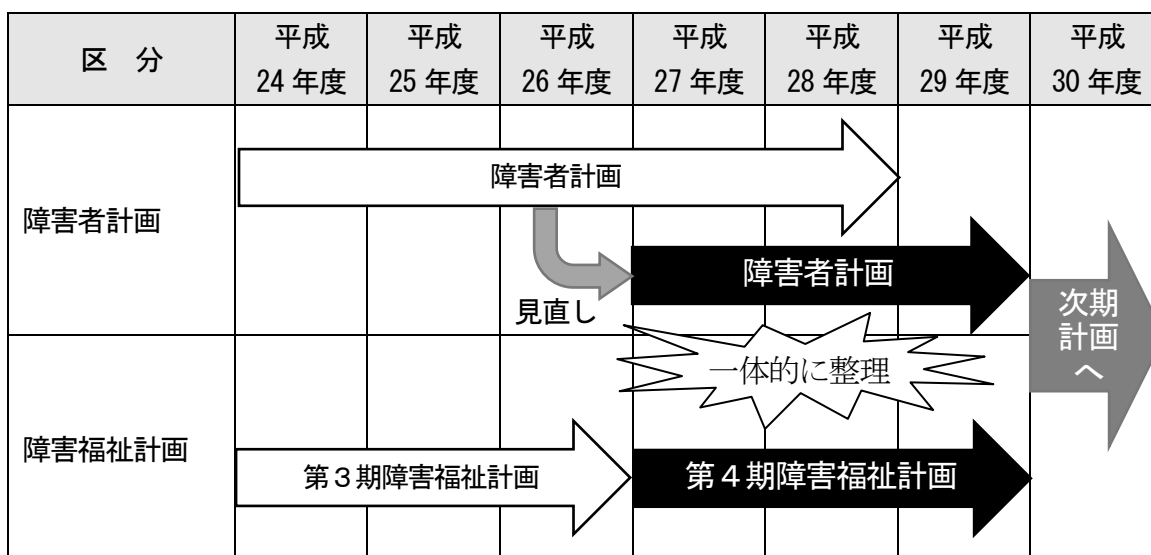 区　分
平成
24 年度
平成
25 年度
平成
26 年度
平成
27 年度
平成
28 年度
平成
29 年度
平成
30 年度
障害者計画
障害者計画
見直し
障害者計画
次期
計画
へ
一体的に整理
障害福祉計画
第３期障害福祉計画
第４期障害福祉計画